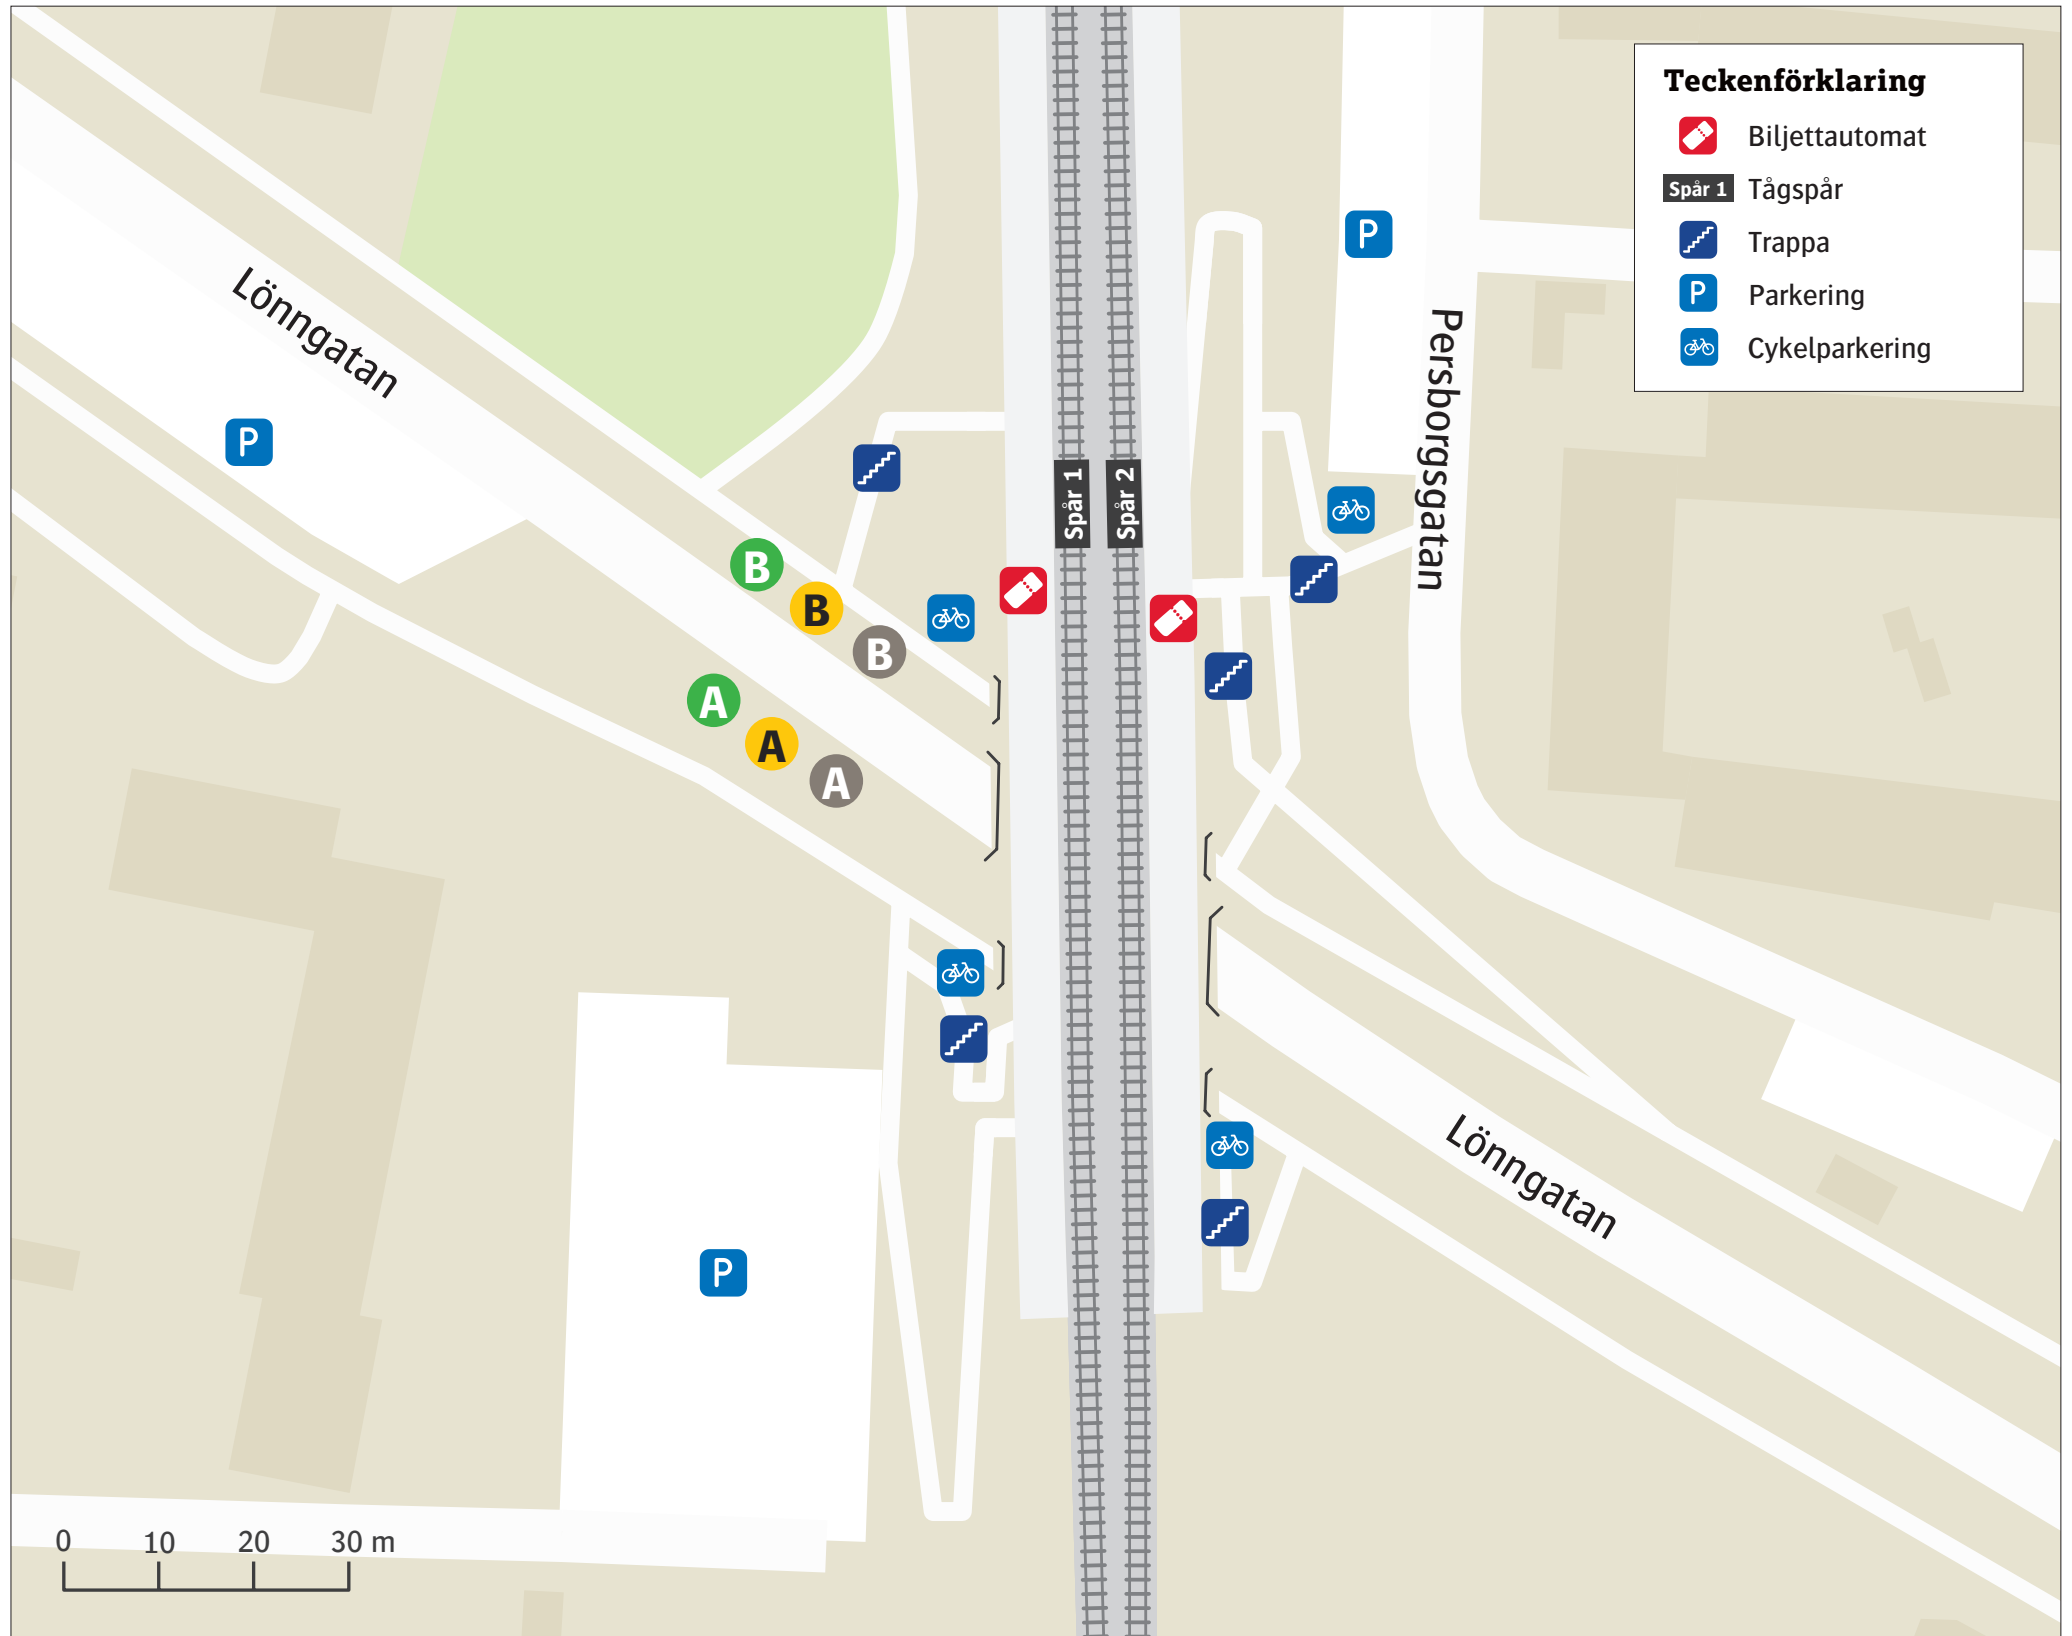 Teckenförklaring
Biljettautomat
Spår 1 Tågspår
Trappa
P Parkering
Cykelparkering
Lönngatan
P
P
Persborgsgatan
Spår 1
Spår 2
B
B
B
A
A
A
Lönngatan
P
0 10 20 30 m